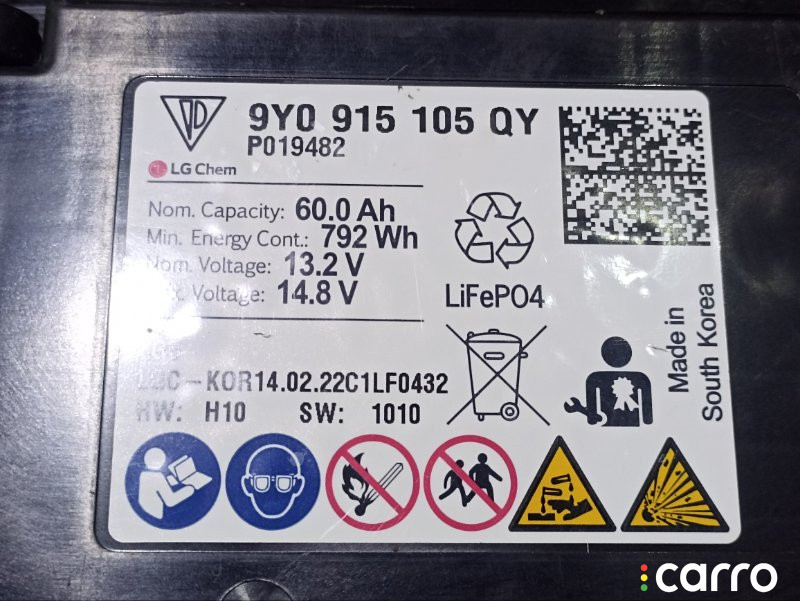 9Y0 915 105 QY
P019482
LG Chem
Nom. Capacity: 60.0 Ah
Min. Energy Cont.: 792 Wh
Nom. Voltage: 13.2 V
Voltage: 14.8 V
LiFePO4
Made in
South Korea
-KOR14.02.22C1LF0432
HW: H10 SW: 1010
carro